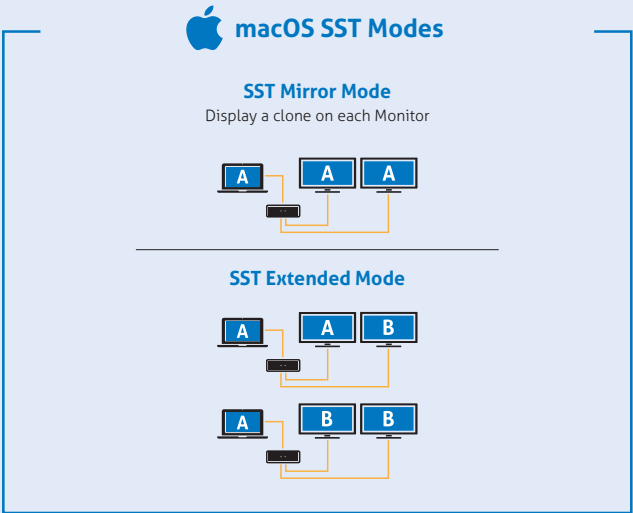 macOS SST Modes
SST Mirror Mode
Display a clone on each Monitor
A A A
SST Extended Mode
A A B
A B B